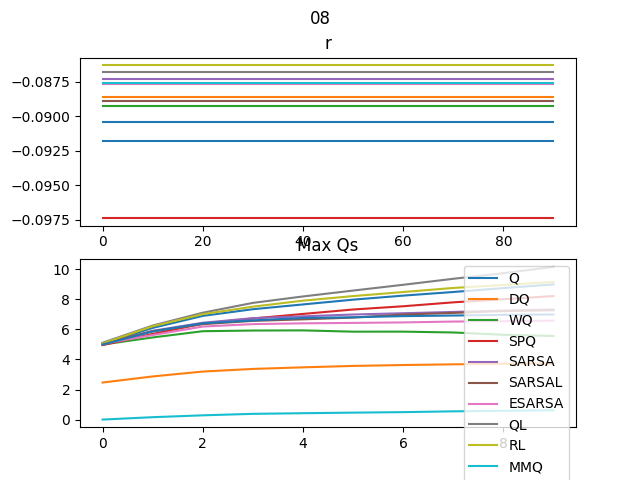 08
r
−0.0875
−0.0900
−0.0925
−0.0950
−0.0975
0 20 40 60 80
Max Qs
10
8
6
4
2
0
0 2 4 6 8
Q
DQ
WQ
SPQ
SARSA
SARSAL
ESARSA
QL
RL
MMQ